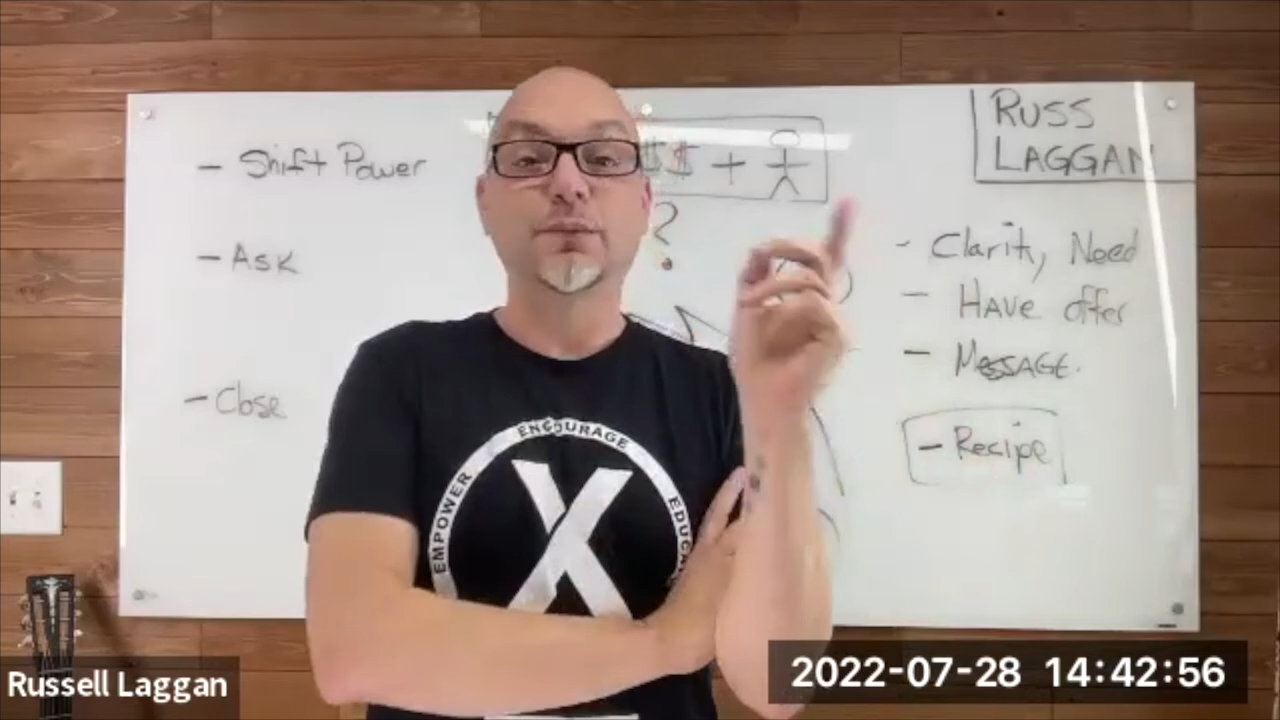 - Shift Power
- Ask
- Close
$$ +
?
RUSS
LAGGAN
- Clarity, Need
- HAVE offer
- MESSAGE.
- Recipe
EMPOWER ENCOURAGE EDUCA
X
Russell Laggan
2022-07-28 14:42:56